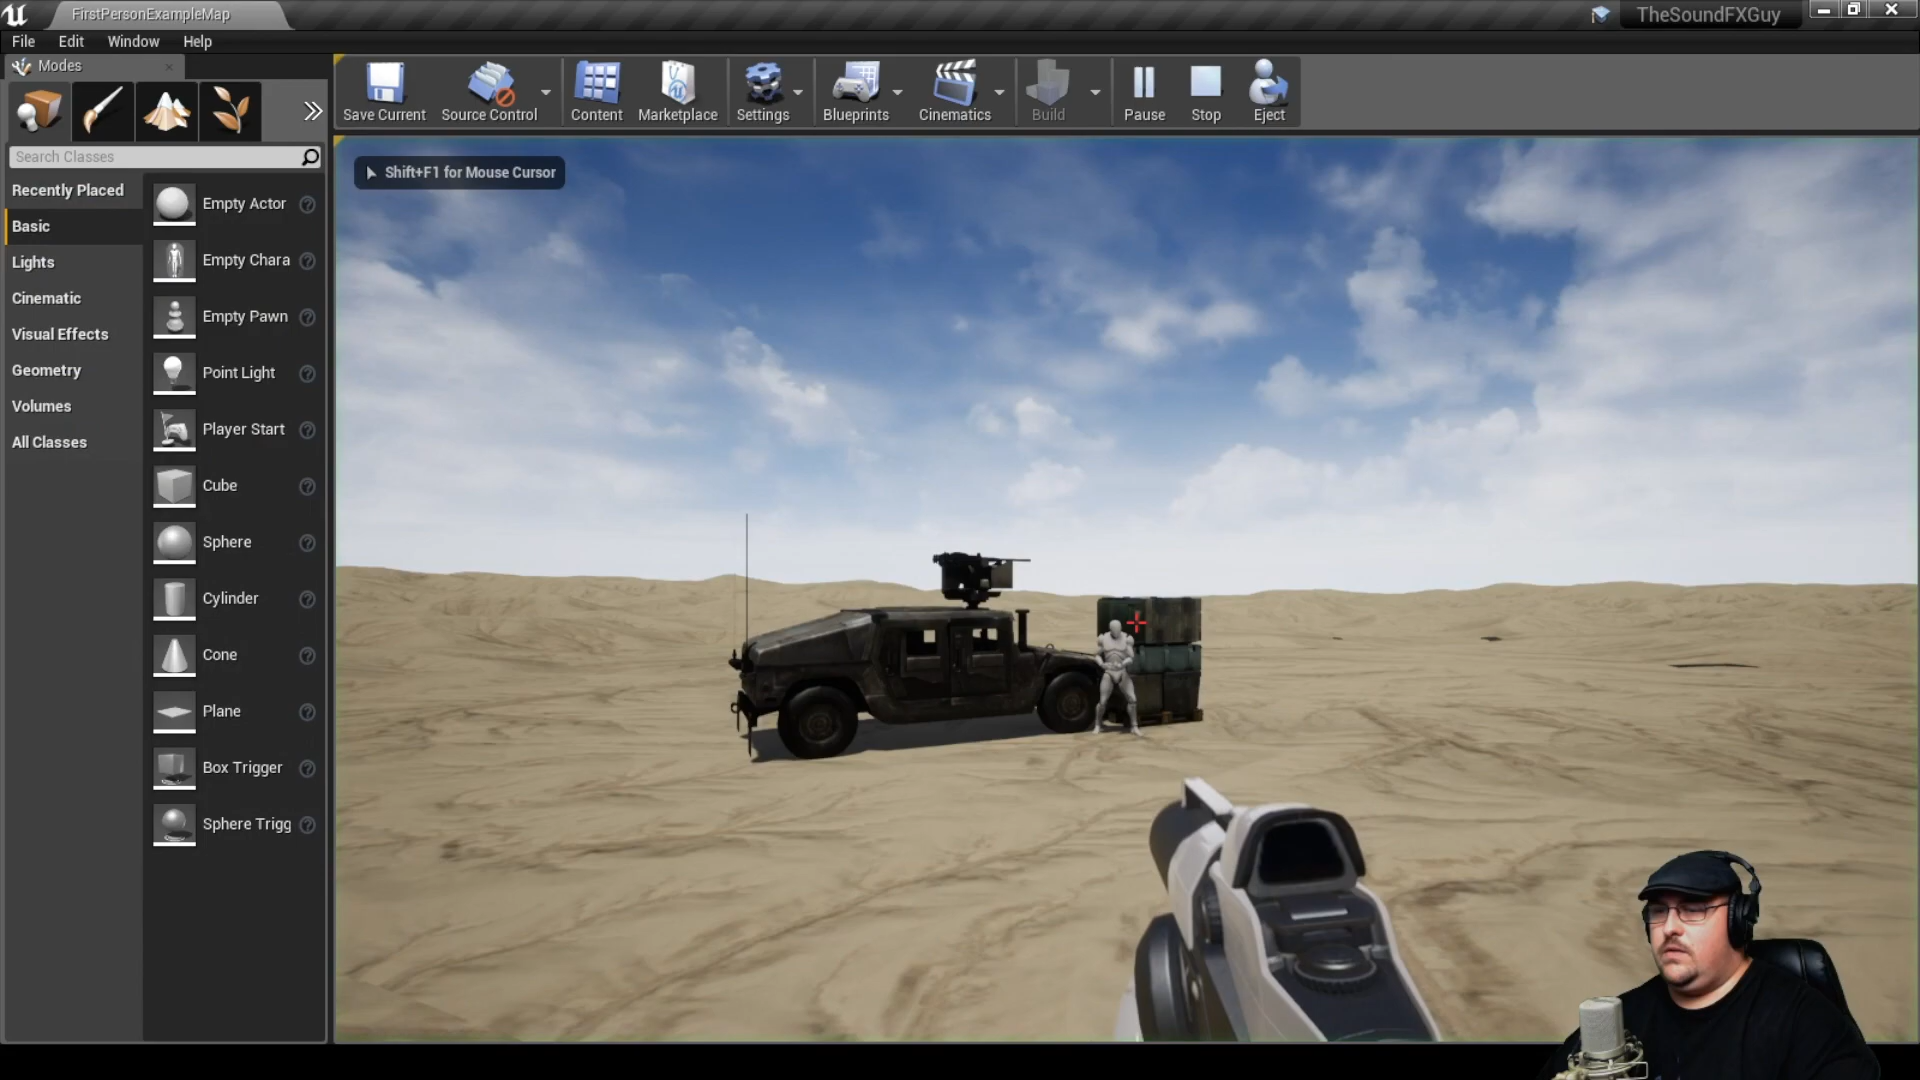 FirstPersonExampleMap
TheSoundFXGuy
File Edit Window Help
Modes
Save Current
Source Control
Content
Marketplace
Settings
Blueprints
Cinematics
Build
Pause
Stop
Eject
Search Classes
Shift+F1 for Mouse Cursor
Recently Placed
Basic
Lights
Cinematic
Visual Effects
Geometry
Volumes
All Classes
Empty Actor
Empty Chara
Empty Pawn
Point Light
Player Start
Cube
Sphere
Cylinder
Cone
Plane
Box Trigger
Sphere Trigg